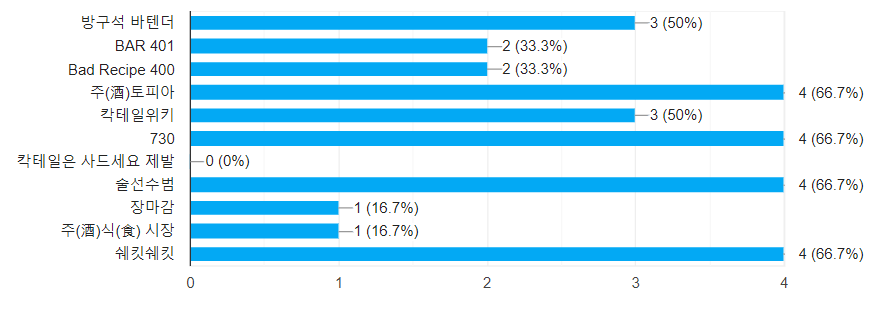 방구석 바텐더 3 (50%)
BAR 401 2 (33.3%)
Bad Recipe 400 2 (33.3%)
주(酒)토피아 4 (66.7%)
칵테일위키 3 (50%)
730 4 (66.7%)
칵테일은 사드세요 제발 0 (0%)
술선수범 4 (66.7%)
장마감 1 (16.7%)
주(酒)식(食) 시장 1 (16.7%)
쉐킷쉐킷 4 (66.7%)
0 1 2 3 4